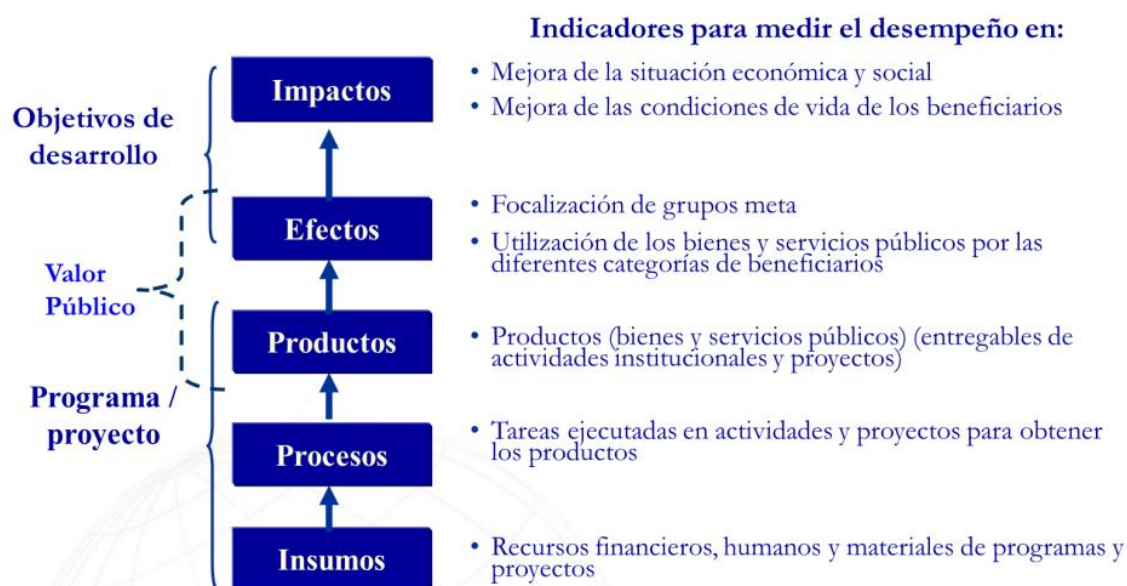 Indicadores para medir el desempeño en:
Impactos
• Mejora de la situación económica y social
• Mejora de las condiciones de vida de los beneficiarios
Objetivos de
desarrollo
Efectos
• Focalización de grupos meta
• Utilización de los bienes y servicios públicos por las
diferentes categorías de beneficiarios
Valor
Público
Productos
• Productos (bienes y servicios públicos) (entregables de
actividades institucionales y proyectos)
Programa /
proyecto
Procesos
• Tareas ejecutadas en actividades y proyectos para obtener
los productos
Insumos
• Recursos financieros, humanos y materiales de programas y
proyectos